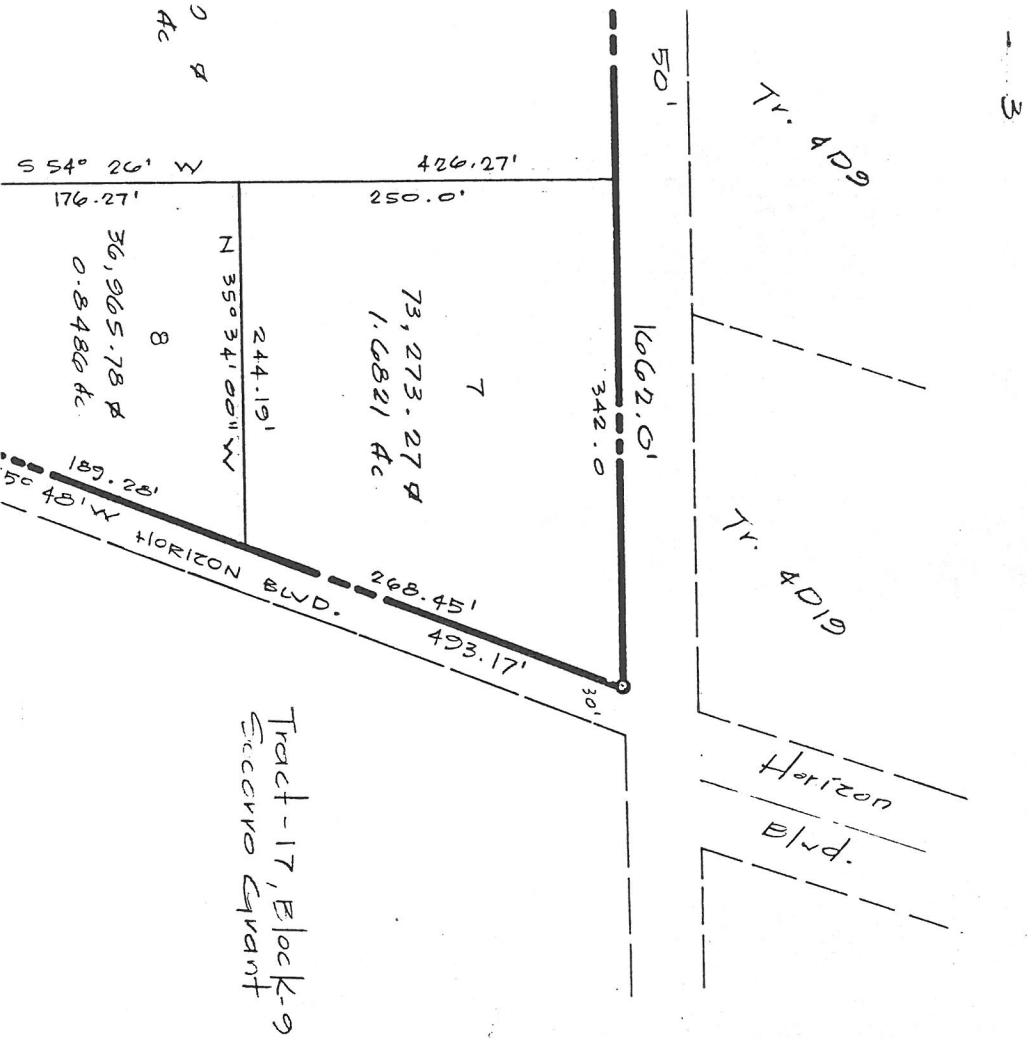 3
Tr. 4D9
50'
1662.0'
342.0
Tr. 4D19
Ac
S 54° 26' W
426.27'
176.27'
250.0'
7
73,273.27
1.6821 Ac.
244.19'
N 35° 34' 00" W
8
36,965.78
0.8486 Ac.
189.28'
48' W
HORIZON BLVD.
268.45'
493.17'
30'
Horizon
Blvd.
Tract-17, Block-9
Socorro Grant